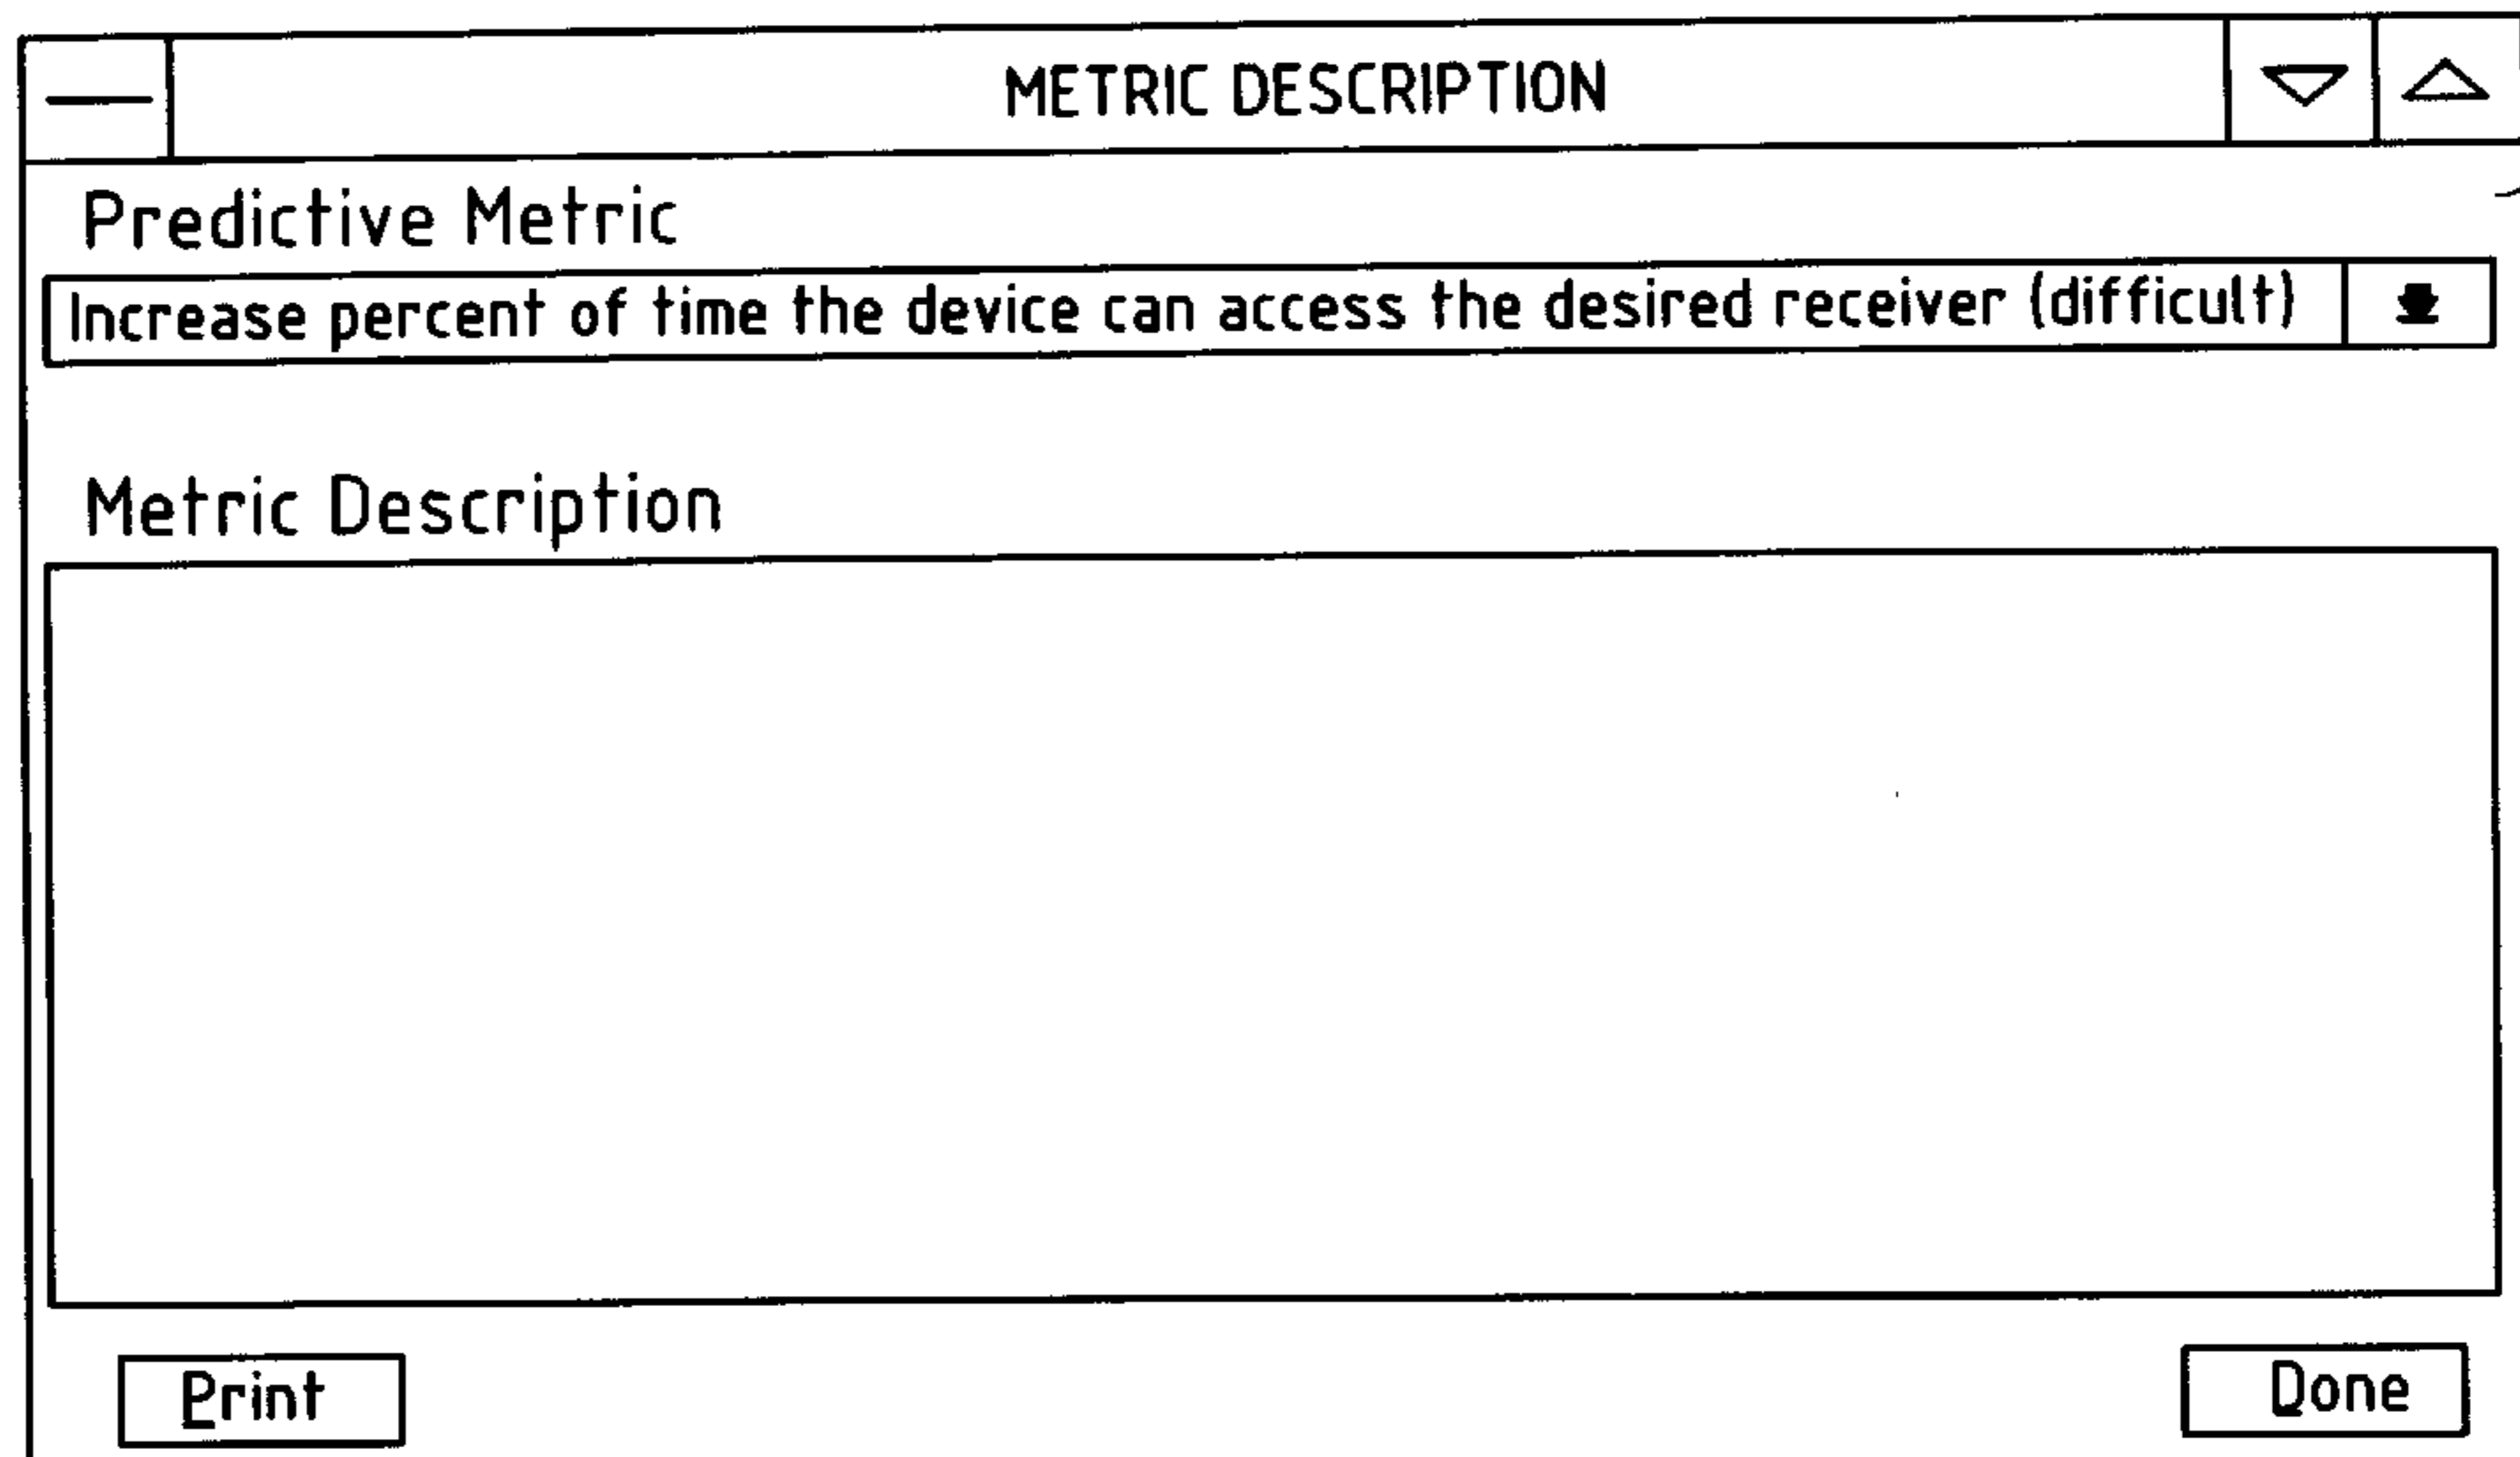 METRIC DESCRIPTION
Predictive Metric
Increase percent of time the device can access the desired receiver (difficult)
Metric Description
Print
Done